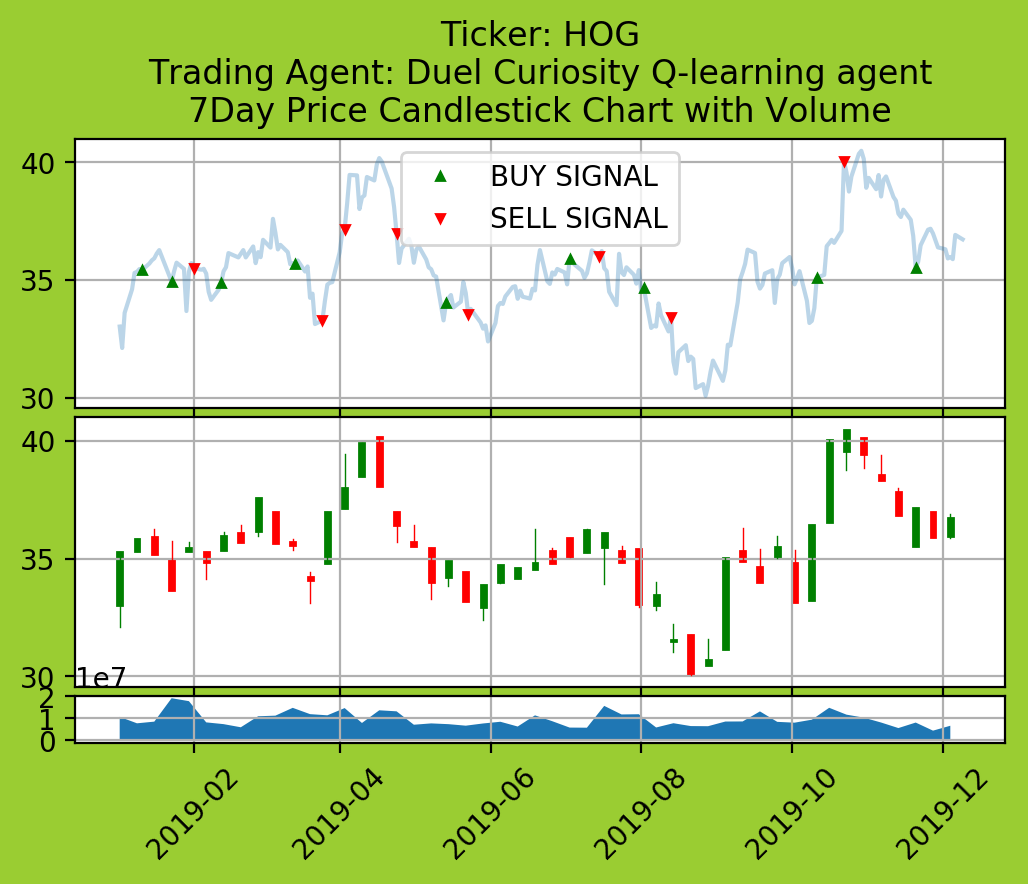 Ticker: HOG
Trading Agent: Duel Curiosity Q-learning agent
7Day Price Candlestick Chart with Volume
40
35
30
BUY SIGNAL
SELL SIGNAL
40
35
30
1e7
2
1
0
2019-02
2019-04
2019-06
2019-08
2019-10
2019-12